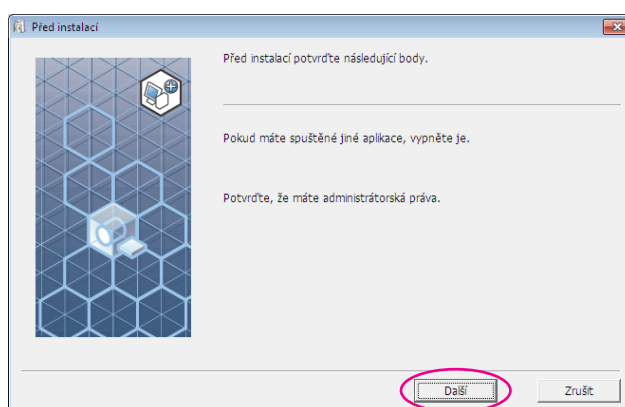 Před instalací
Před instalací potvrďte následující body.
Pokud máte spuštěné jiné aplikace, vypněte je.
Potvrďte, že máte administrátorská práva.
Další
Zrušit